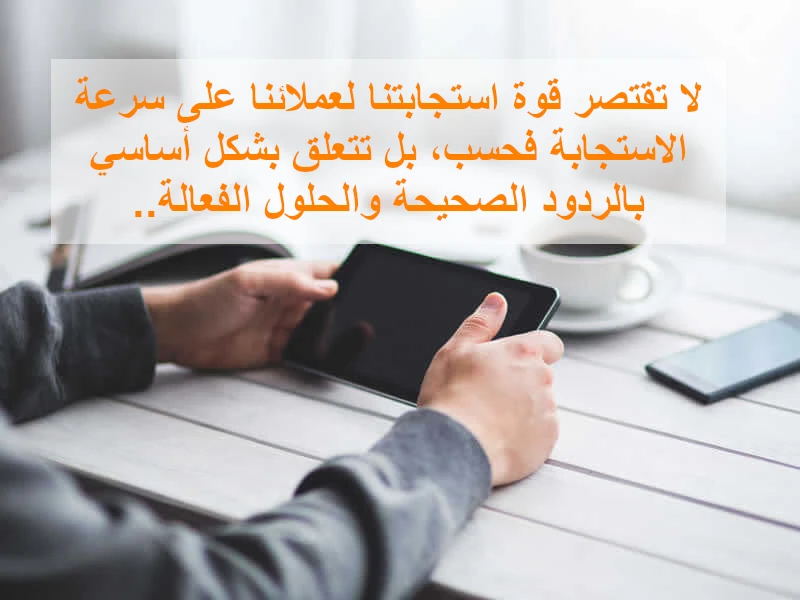 لا تقتصر قوة استجابتنا لعملائنا على سرعة
الاستجابة فحسب، بل تتعلق بشكل أساسي
بالردود الصحيحة والحلول الفعالة..